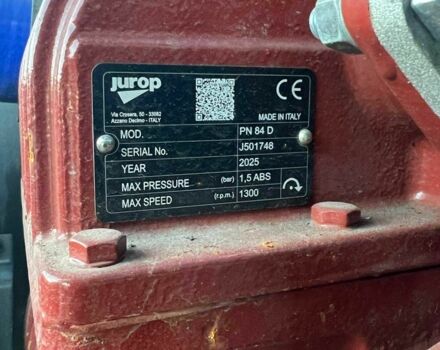 jurop
CE
Via Crosera, 50 - 33082
Azzano Decimo - ITALY
MADE IN ITALY
MOD. PN 84 D
SERIAL No. J501748
YEAR 2025
MAX PRESSURE (bar) 1,5 ABS
MAX SPEED (r.p.m.) 1300